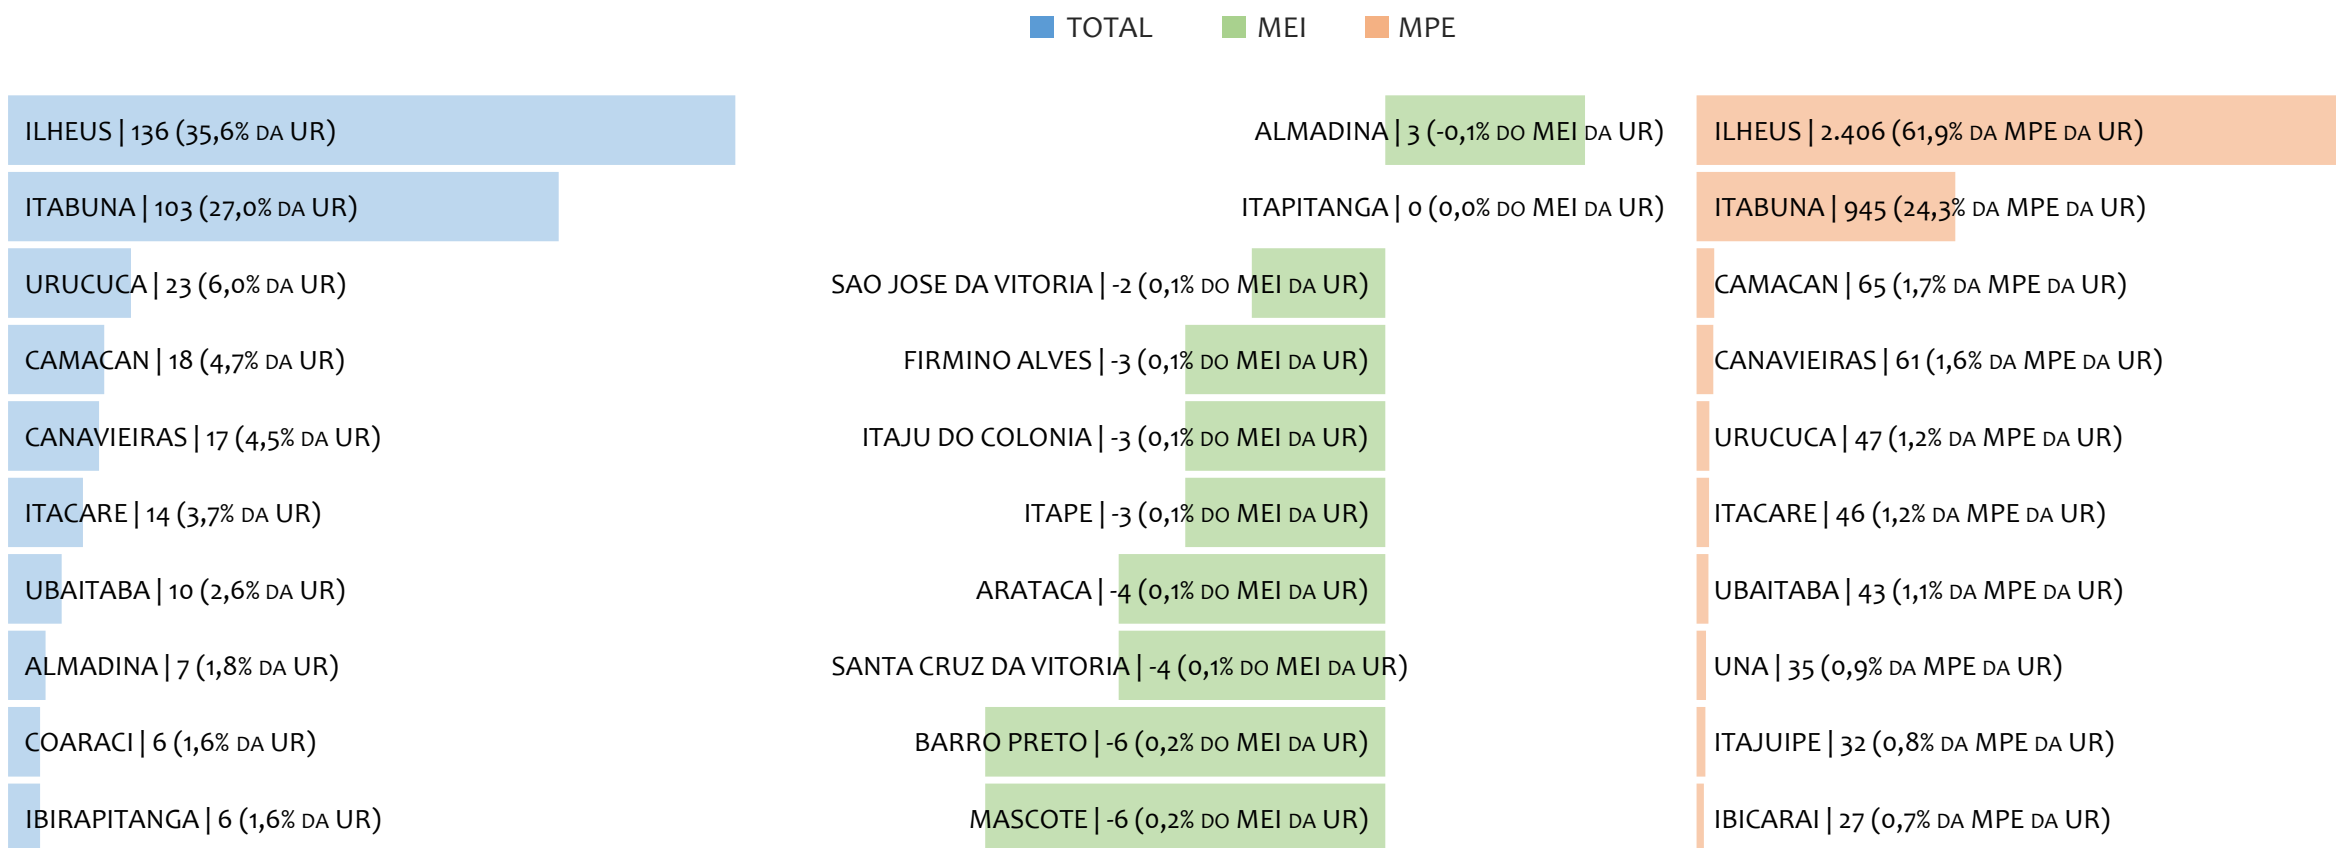 TOTAL MEI MPE
ILHEUS | 136 (35,6% DA UR)
ITABUNA | 103 (27,0% DA UR)
URUCUCA | 23 (6,0% DA UR)
CAMACAN | 18 (4,7% DA UR)
CANAVIEIRAS | 17 (4,5% DA UR)
ITACARE | 14 (3,7% DA UR)
UBAITABA | 10 (2,6% DA UR)
ALMADINA | 7 (1,8% DA UR)
COARACI | 6 (1,6% DA UR)
IBIRAPITANGA | 6 (1,6% DA UR)
ALMADINA | 3 (-0,1% DO MEI DA UR)
ITAPITANGA | 0 (0,0% DO MEI DA UR)
SAO JOSE DA VITORIA | -2 (0,1% DO MEI DA UR)
FIRMINO ALVES | -3 (0,1% DO MEI DA UR)
ITAJU DO COLONIA | -3 (0,1% DO MEI DA UR)
ITAPE | -3 (0,1% DO MEI DA UR)
ARATACA | -4 (0,1% DO MEI DA UR)
SANTA CRUZ DA VITORIA | -4 (0,1% DO MEI DA UR)
BARRO PRETO | -6 (0,2% DO MEI DA UR)
MASCOTE | -6 (0,2% DO MEI DA UR)
ILHEUS | 2.406 (61,9% DA MPE DA UR)
ITABUNA | 945 (24,3% DA MPE DA UR)
CAMACAN | 65 (1,7% DA MPE DA UR)
CANAVIEIRAS | 61 (1,6% DA MPE DA UR)
URUCUCA | 47 (1,2% DA MPE DA UR)
ITACARE | 46 (1,2% DA MPE DA UR)
UBAITABA | 43 (1,1% DA MPE DA UR)
UNA | 35 (0,9% DA MPE DA UR)
ITAJUIPE | 32 (0,8% DA MPE DA UR)
IBICARAI | 27 (0,7% DA MPE DA UR)